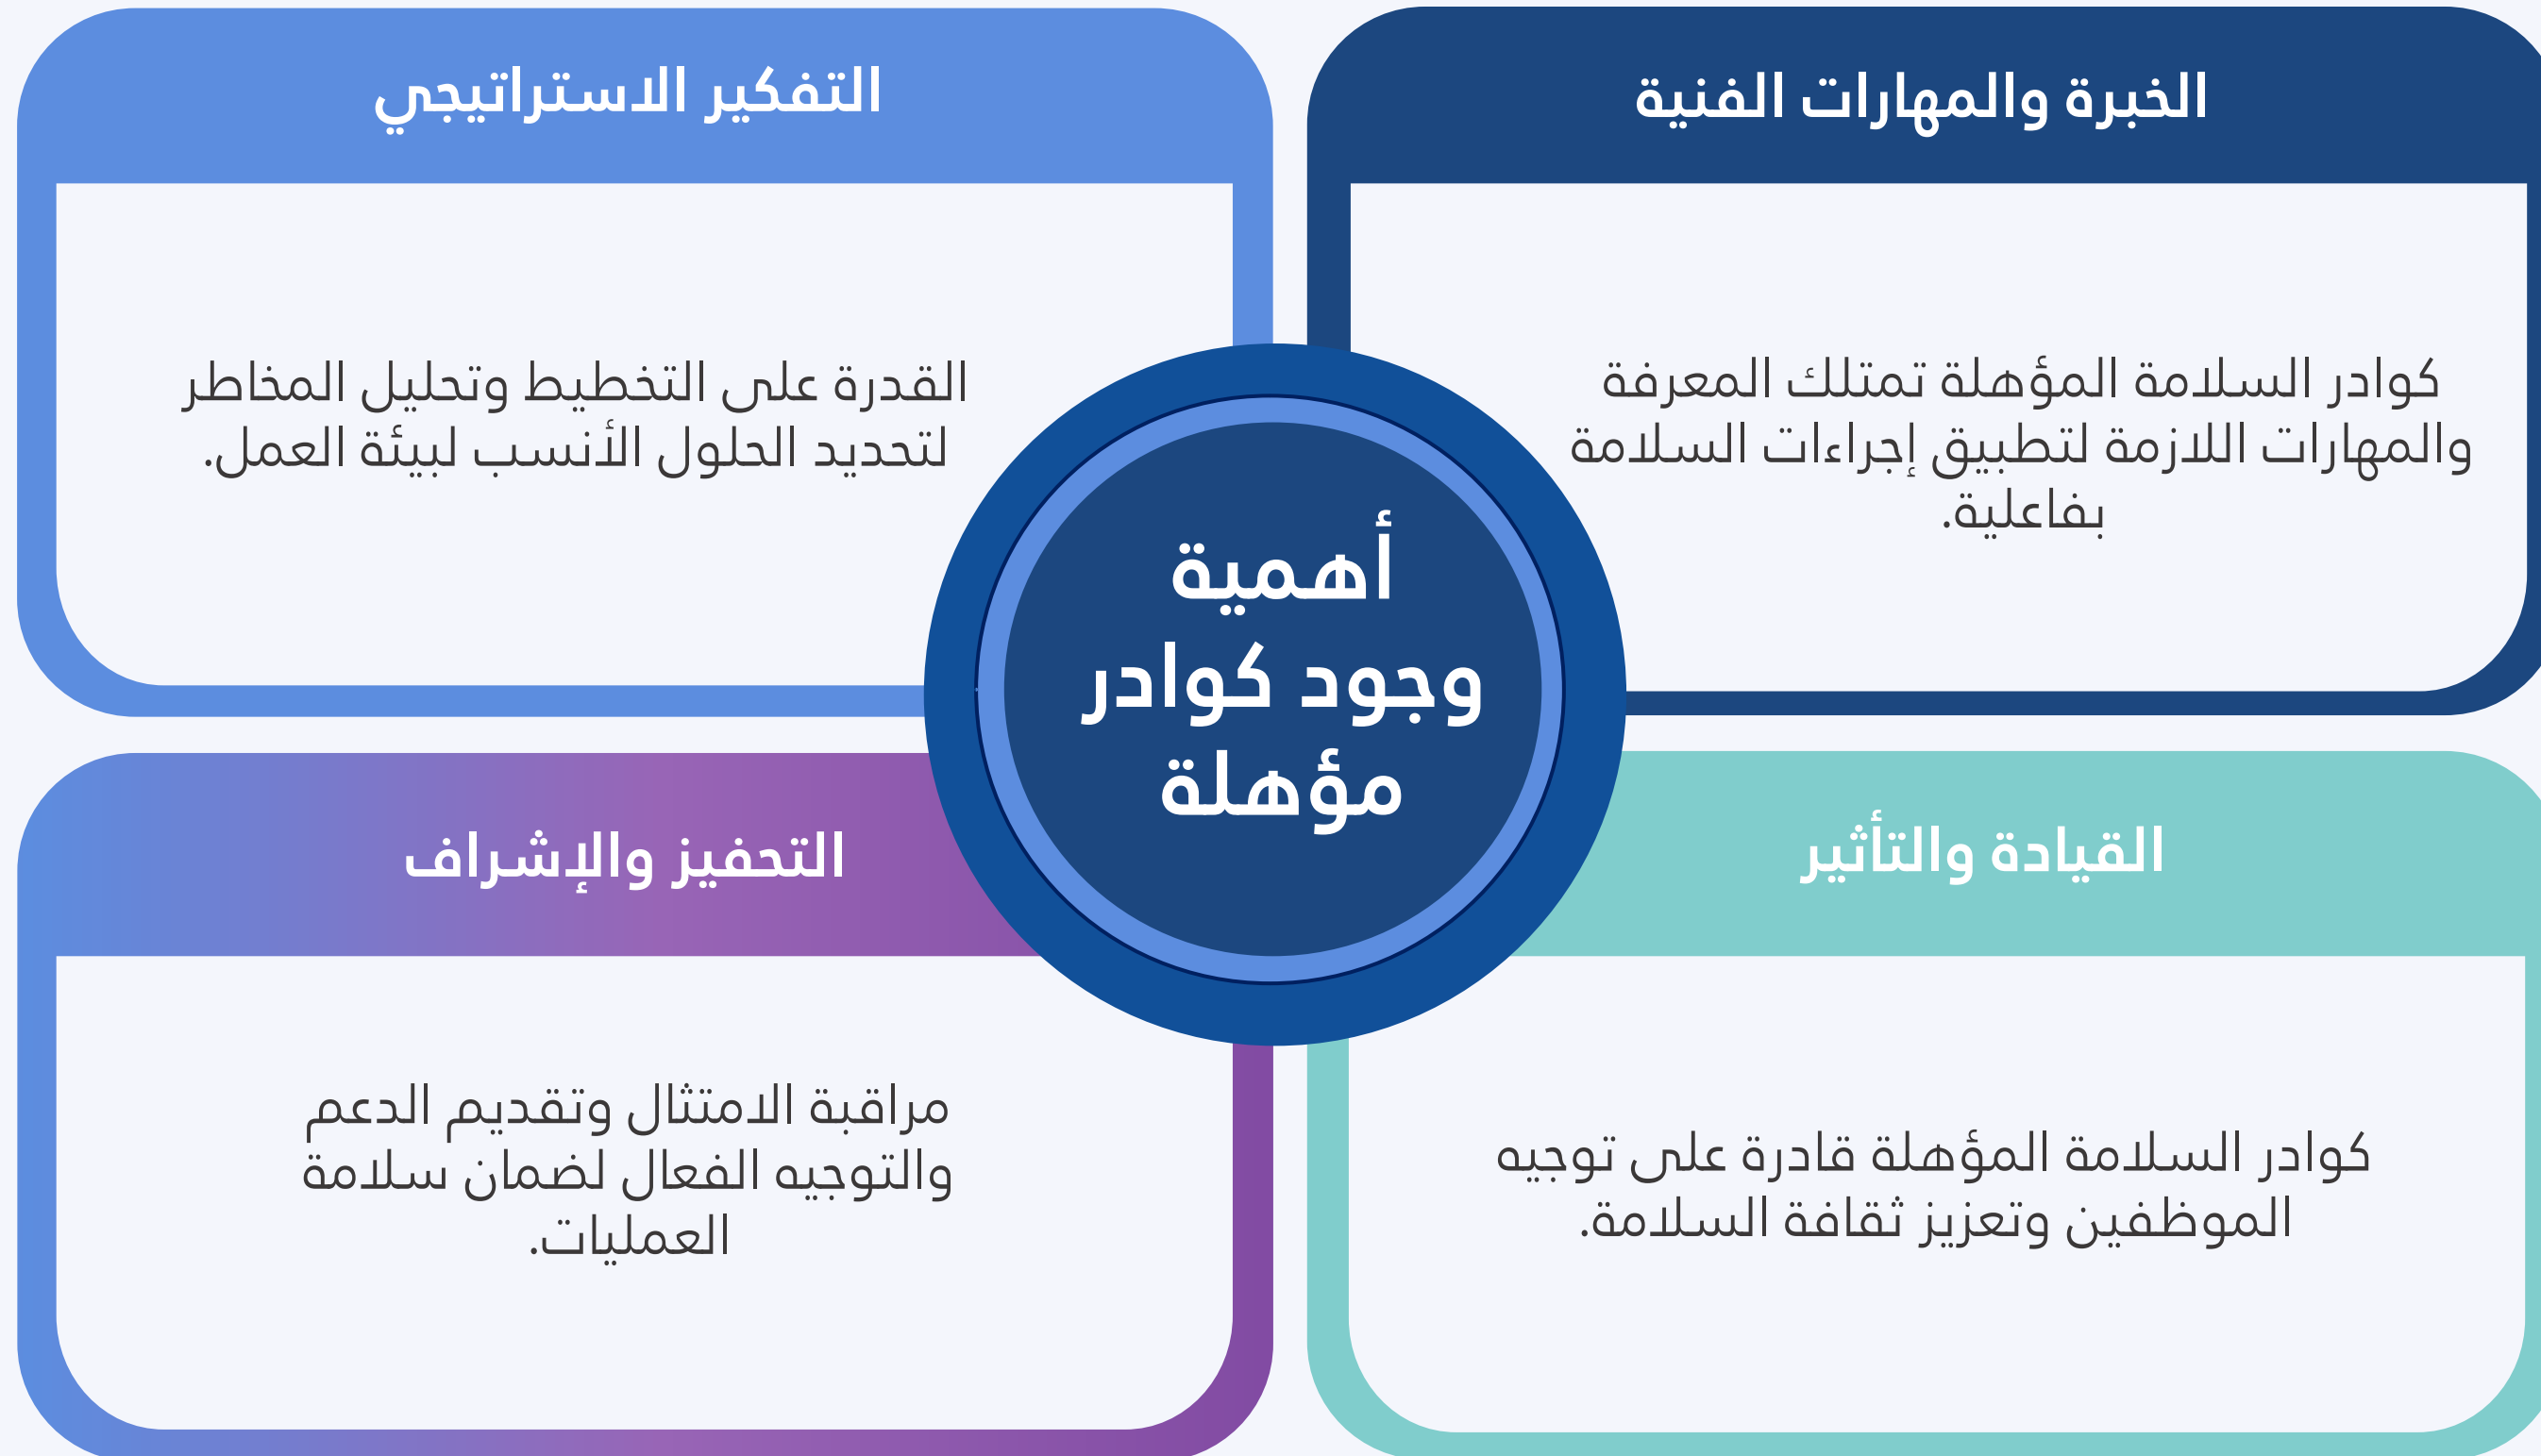 الخبرة والمهارات الفنية
كوادر السلامة المؤهلة تمتلك المعرفة
والمهارات اللازمة لتطبيق إجراءات السلامة
بفاعلية.
التفكير الاستراتيجي
القدرة على التخطيط وتحليل المخاطر
لتحديد الحلول الأنسب لبيئة العمل.
أهمية
وجود كوادر
مؤهلة
القيادة والتأثير
كوادر السلامة المؤهلة قادرة على توجيه
الموظفين وتعزيز ثقافة السلامة.
التحفيز والإشراف
مراقبة الامتثال وتقديم الدعم
والتوجيه الفعال لضمان سلامة
العمليات.